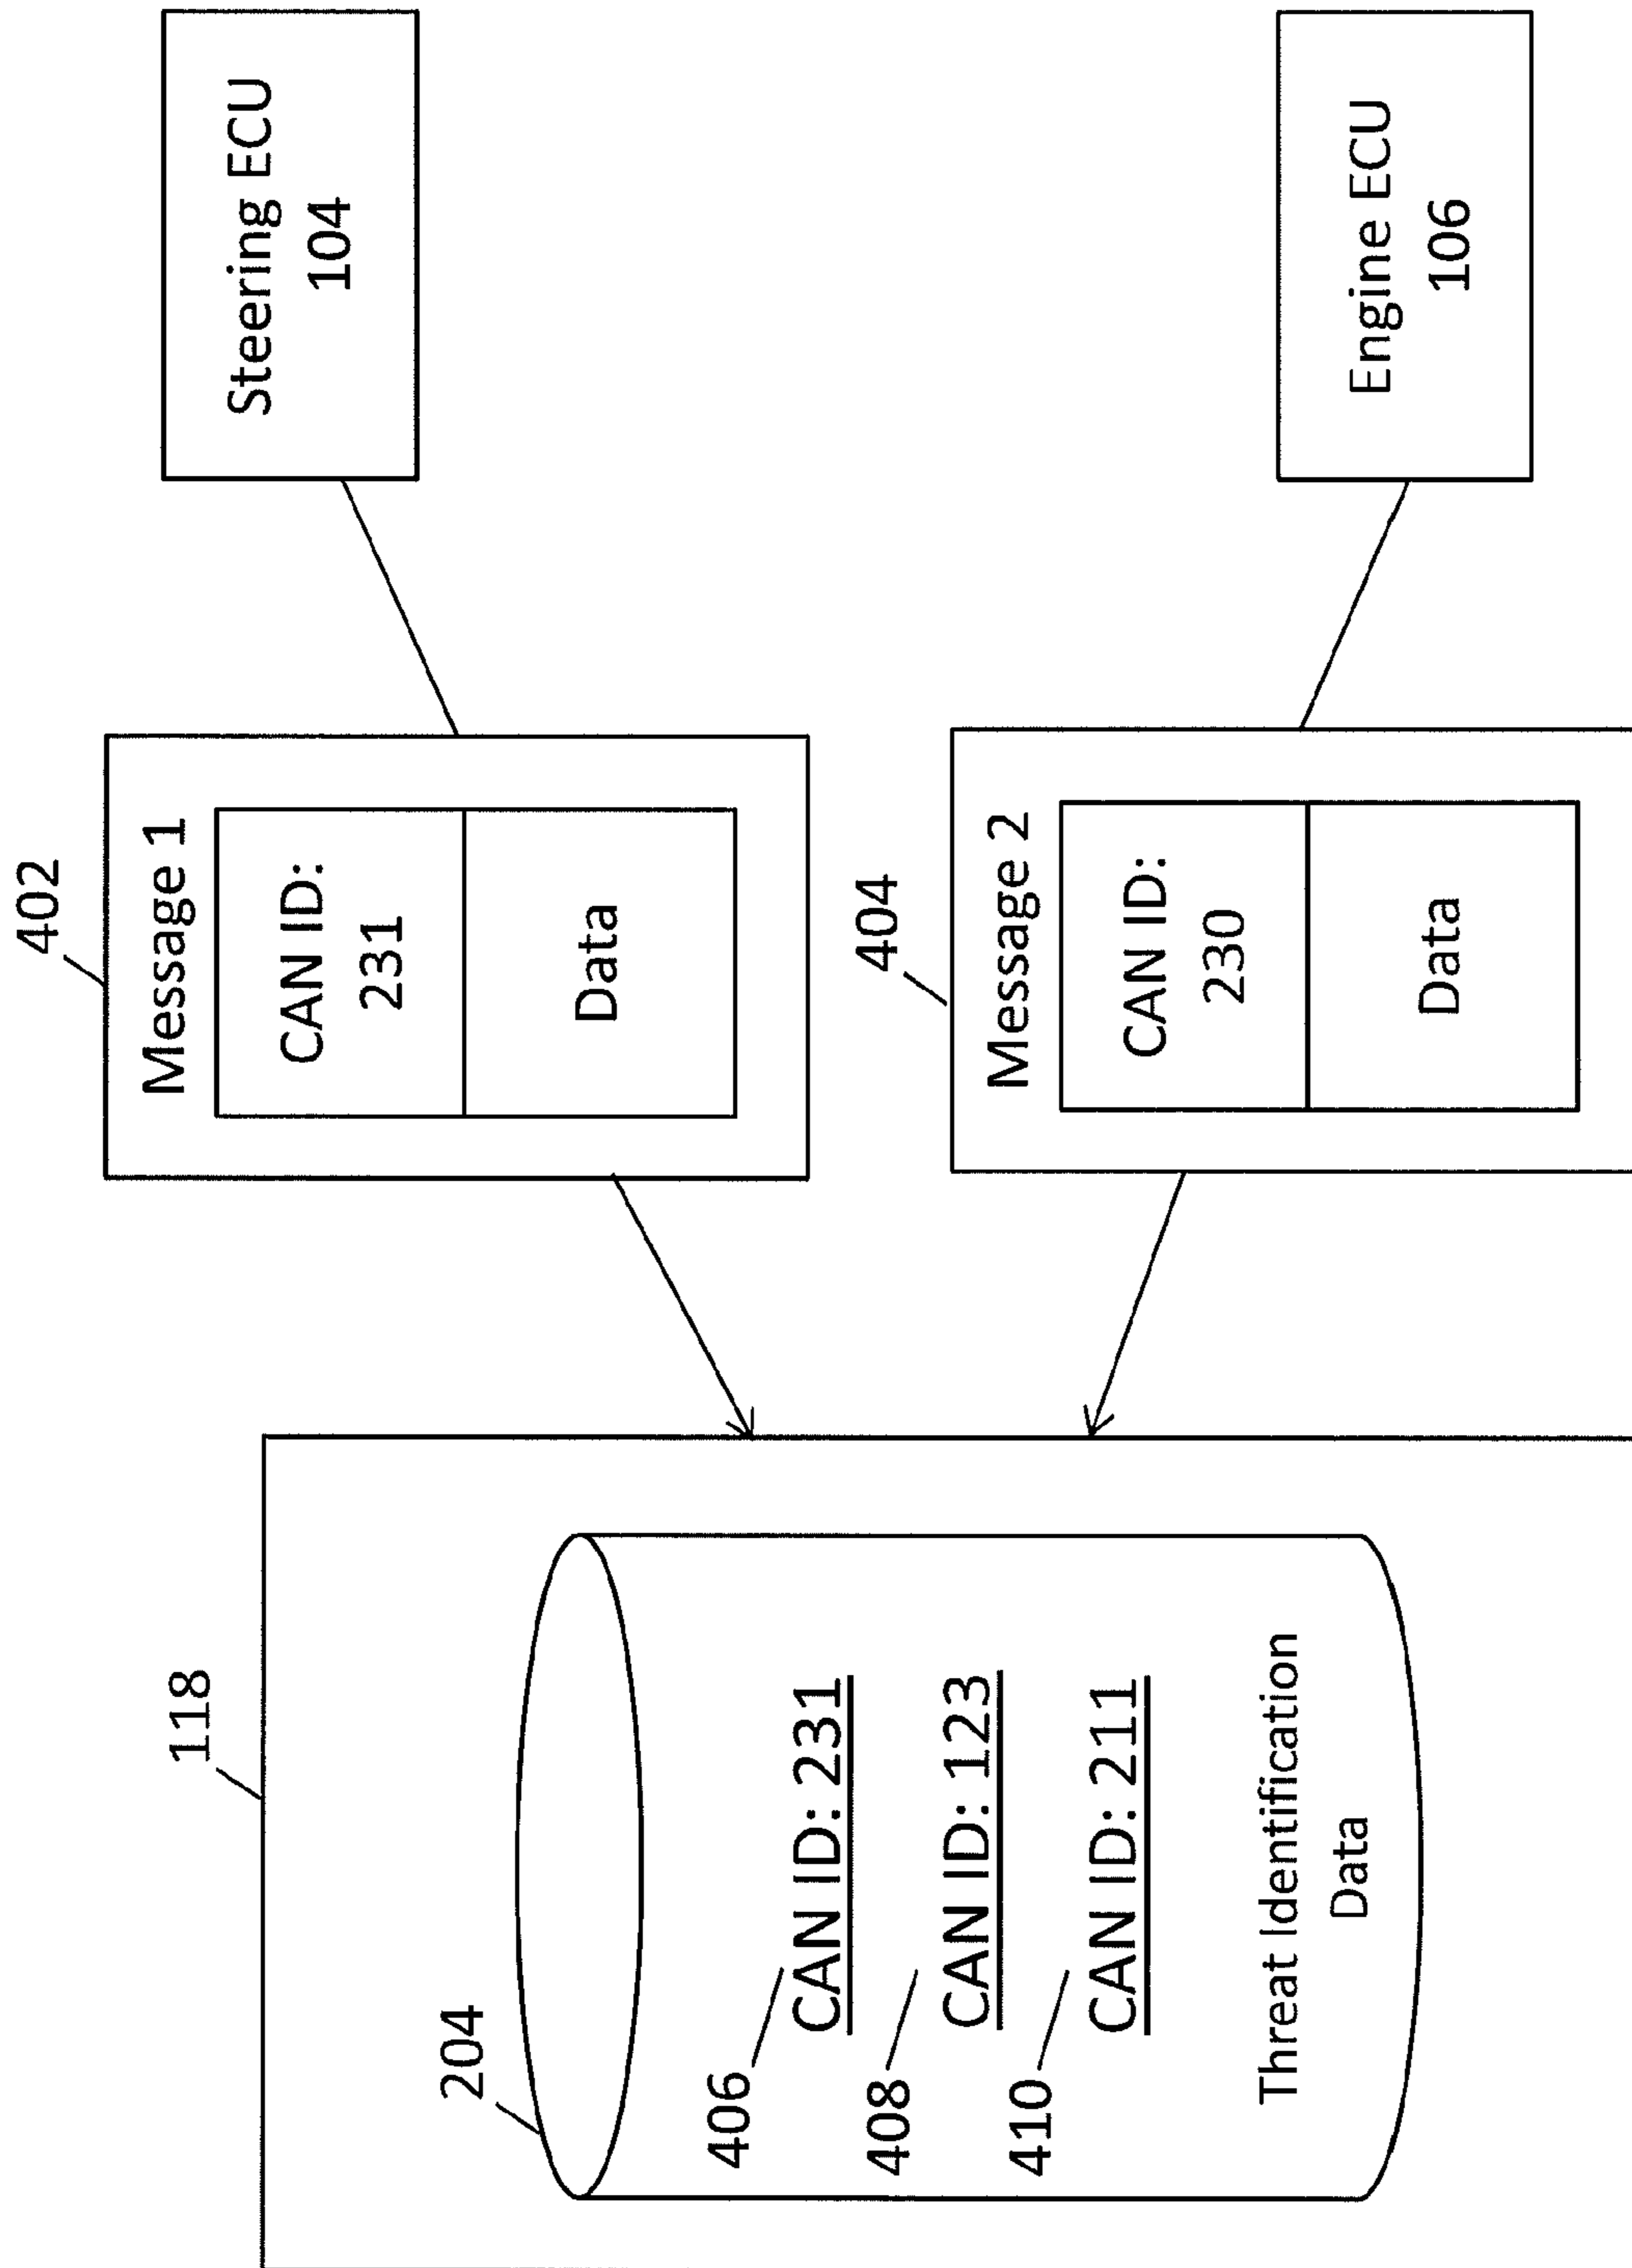 118
204
406
CAN ID: 231
408
CAN ID: 123
410
CAN ID: 211
Threat Identification
Data
402
Message 1
CAN ID:
231
Data
404
Message 2
CAN ID:
230
Data
Steering ECU
104
Engine ECU
106